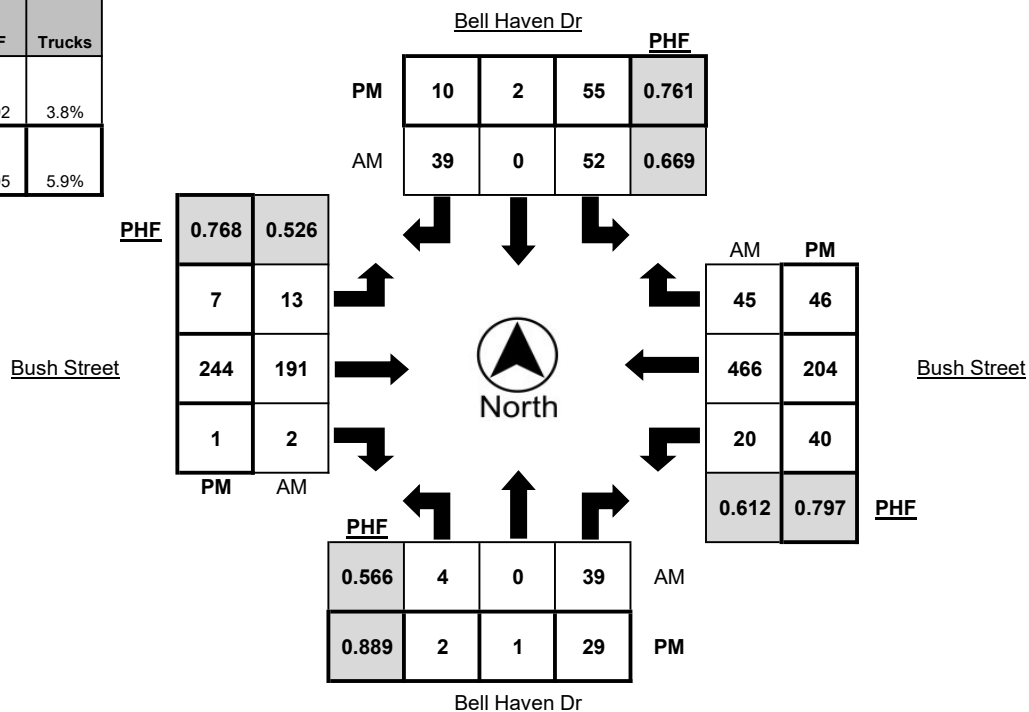 Bell Haven Dr
F Trucks
PHF
PM 10 2 55 0.761
3.8%
AM 39 0 52 0.669
5.9%
PHF 0.768 0.526
AM PM
7 13
45 46
Bush Street 244 191
466 204 Bush Street
North
1 2
20 40
PM AM
0.612 0.797 PHF
PHF
0.566 4 0 39 AM
0.889 2 1 29 PM
Bell Haven Dr